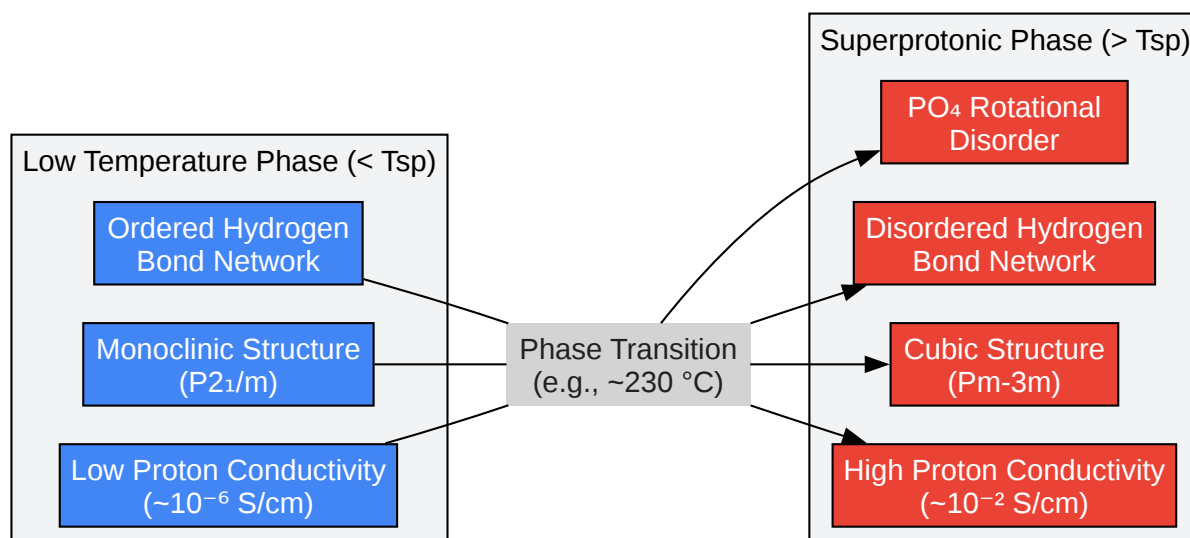 Low Temperature Phase (< Tsp)
Ordered Hydrogen
Bond Network
Monoclinic Structure
(P2₁/m)
Low Proton Conductivity
(~10⁻⁶ S/cm)
Phase Transition
(e.g., ~230 °C)
Superprotonic Phase (> Tsp)
PO₄ Rotational
Disorder
Disordered Hydrogen
Bond Network
Cubic Structure
(Pm-3m)
High Proton Conductivity
(~10⁻² S/cm)